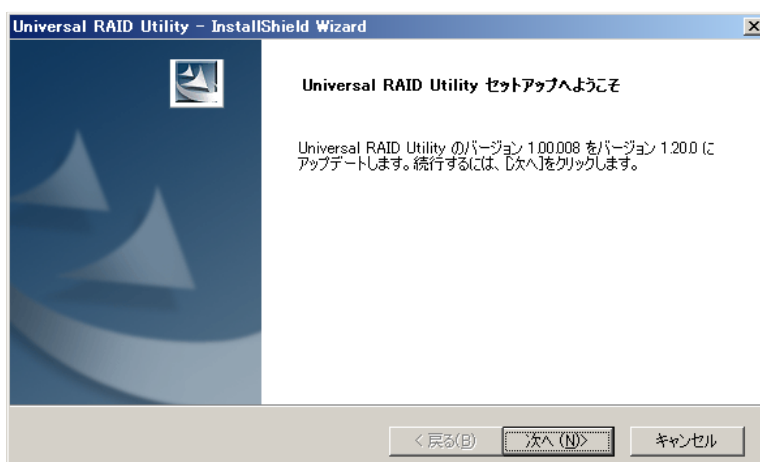 Universal RAID Utility - InstallShield Wizard
Universal RAID Utility セットアップへようこそ
Universal RAID Utility のバージョン 1.00.008 をバージョン 1.20.0 に
アップデートします。続行するには、[次へ]をクリックします。
< 戻る(B)
次へ(N)>
キャンセル